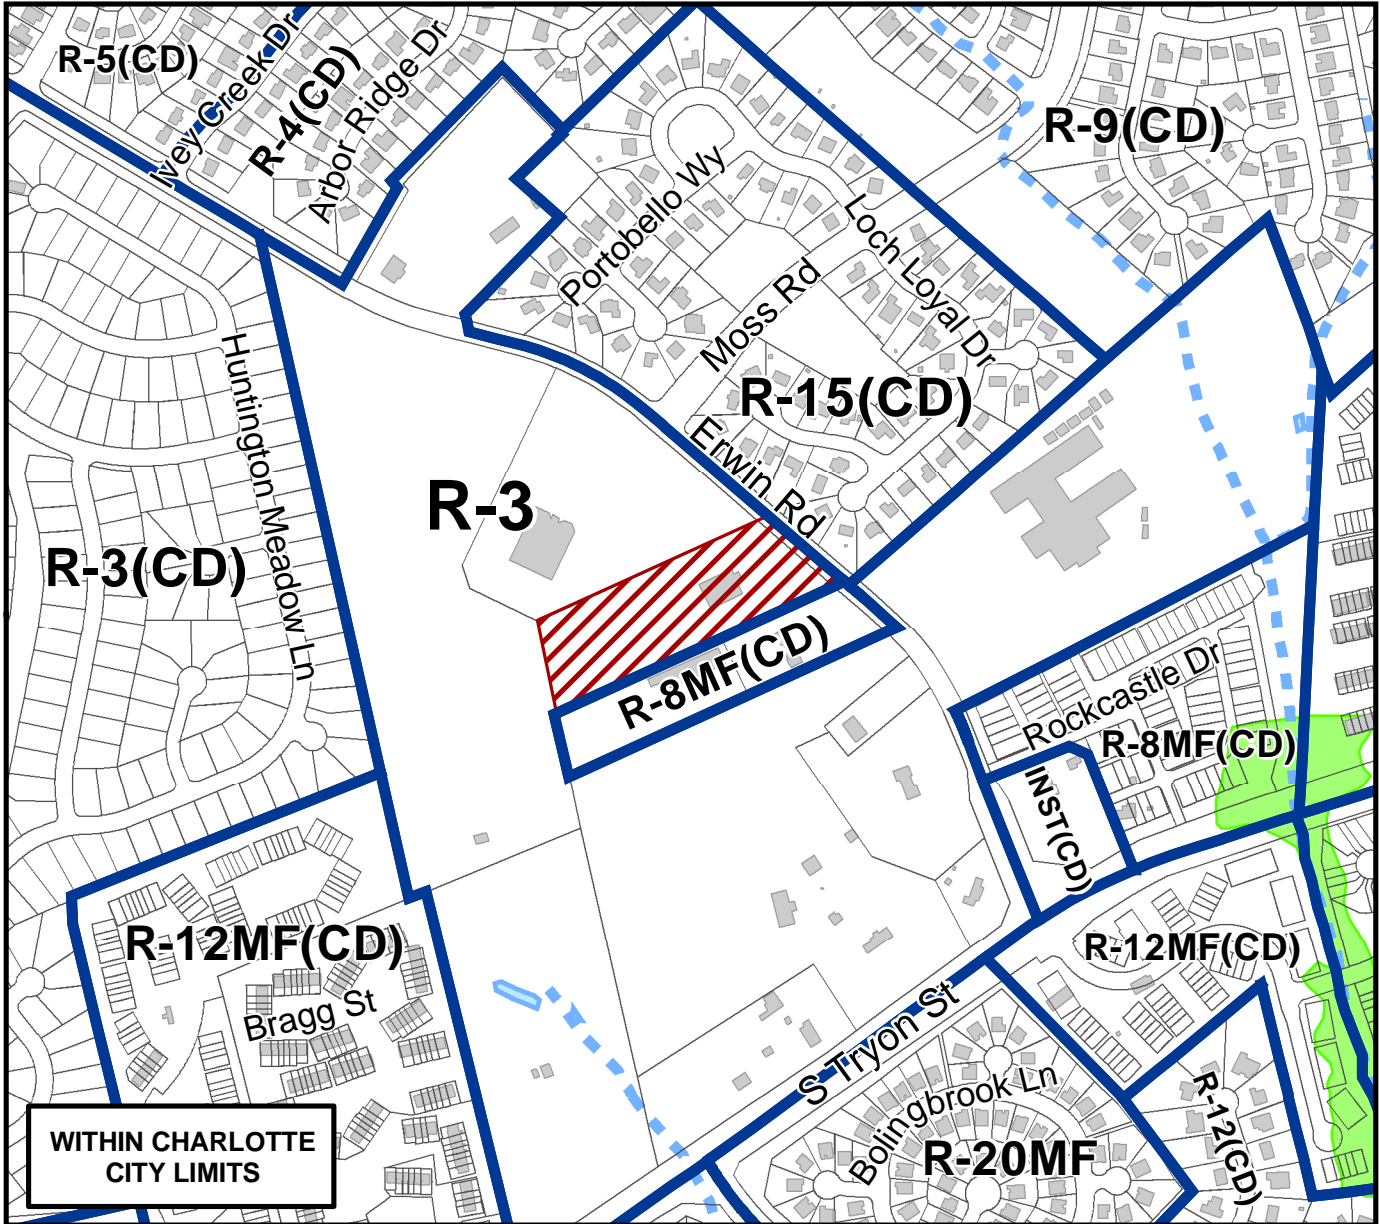 R-5(CD)
Ivey Creek Dr
R-4(CD)
Arbor Ridge Dr
R-9(CD)
Portobello Wy
Loch Loyal Dr
Moss Rd
Huntington Meadow Ln
R-15(CD)
Erwin Rd
R-3
R-3(CD)
R-8MF(CD)
Rockcastle Dr
R-8MF(CD)
INST(CD)
R-12MF(CD)
R-12MF(CD)
Bragg St
S Tryon St
Bolingbrook Ln
R-12(CD)
R-20MF
WITHIN CHARLOTTE
CITY LIMITS